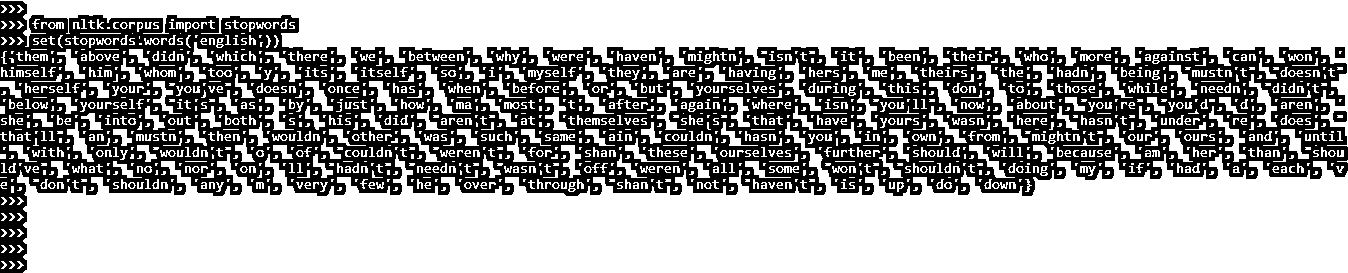 >>>
>>> from nltk.corpus import stopwords
>>> set(stopwords.words('english'))
{'them', 'above', 'didn', 'which', 'there', 'we', 'between', 'why', 'were', 'haven', 'mightn', "isn't", 'it', 'been', 'their', 'who', 'more', 'against', 'can', 'won', '
himself', 'him', 'whom', 'too', 'y', 'its', 'itself', 'so', 'i', 'myself', 'they', 'are', 'having', 'hers', 'me', 'theirs', 'the', 'hadn', 'being', "mustn't", "doesn't"
, 'herself', 'your', "you've", 'doesn', 'once', 'has', 'when', 'before', 'or', 'but', 'yourselves', 'during', 'this', 'don', 'to', 'those', 'while', 'needn', "didn't",
'below', 'yourself', "it's", 'as', 'by', 'just', 'how', 'ma', 'most', 't', 'after', 'again', 'where', 'isn', "you'll", 'now', 'about', "you're", "you'd", 'd', 'aren', '
she', 'be', 'into', 'out', 'both', 's', 'his', 'did', "aren't", 'at', 'themselves', "she's", 'that', 'have', 'yours', 'wasn', 'here', "hasn't", 'under', 're', 'does', "
that'll", 'an', 'mustn', 'then', 'wouldn', 'other', 'was', 'such', 'same', 'ain', 'couldn', 'hasn', 'you', 'in', 'own', 'from', "mightn't", 'our', 'ours', 'and', 'until
', 'with', 'only', "wouldn't", 'o', 'of', "couldn't", "weren't", 'for', 'shan', 'these', 'ourselves', 'further', 'should', 'will', 'because', 'am', 'her', 'than', "shou
ld've", 'what', 'no', 'nor', 'on', 'll', "hadn't", "needn't", "wasn't", 'off', 'weren', 'all', 'some', "won't", "shouldn't", 'doing', 'my', 'if', 'had', 'a', 'each', 'v
e', "don't", 'shouldn', 'any', 'm', 'very', 'few', 'he', 'over', 'through', "shan't", 'not', "haven't", 'is', 'up', 'do', 'down'}
>>>
>>>
>>>
>>>
>>>